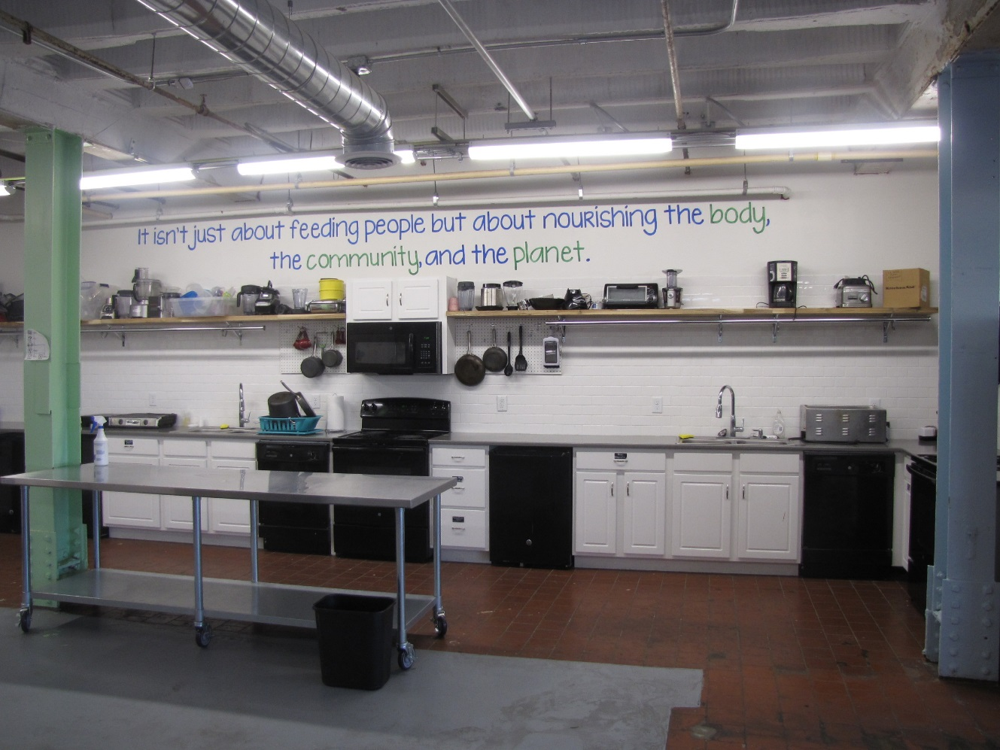 It isn't just about feeding people but about nourishing the body,
the community, and the planet.